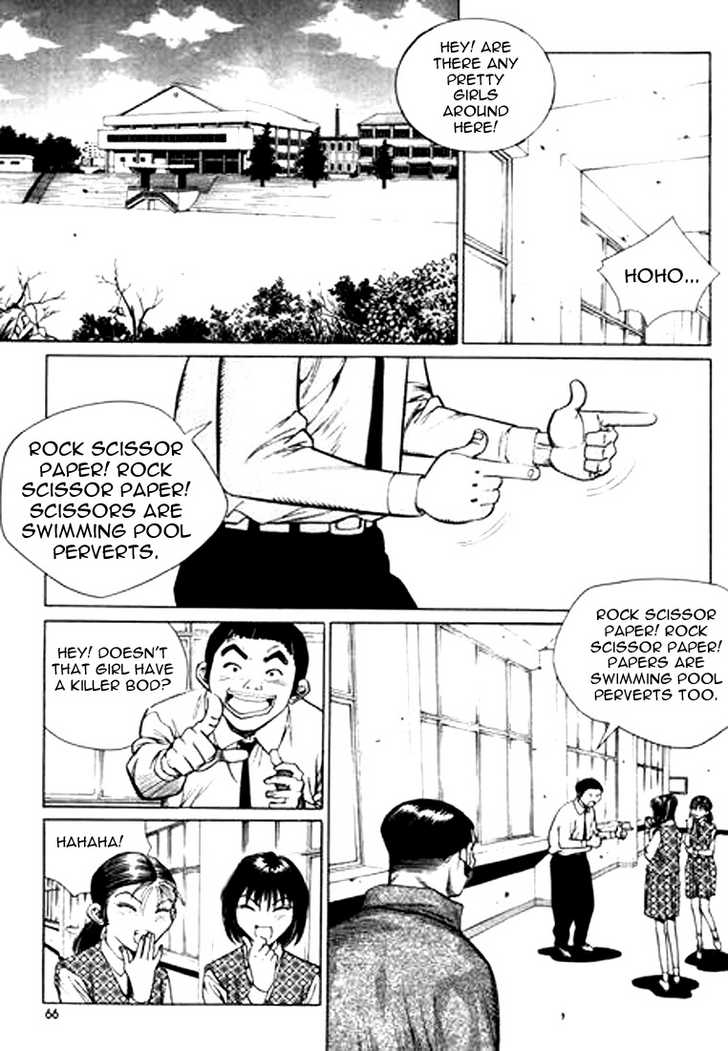 HEY! ARE
THERE ANY
PRETTY
GIRLS
AROUND
HERE!
HOHO...
ROCK SCISSOR
PAPER! ROCK
SCISSOR PAPER!
SCISSORS ARE
SWIMMING POOL
PERVERTS.
HEY! DOESN'T
THAT GIRL HAVE
A KILLER BOD?
ROCK SCISSOR
PAPER! ROCK
SCISSOR PAPER!
PAPERS ARE
SWIMMING POOL
PERVERTS TOO.
HAHAHA!
66